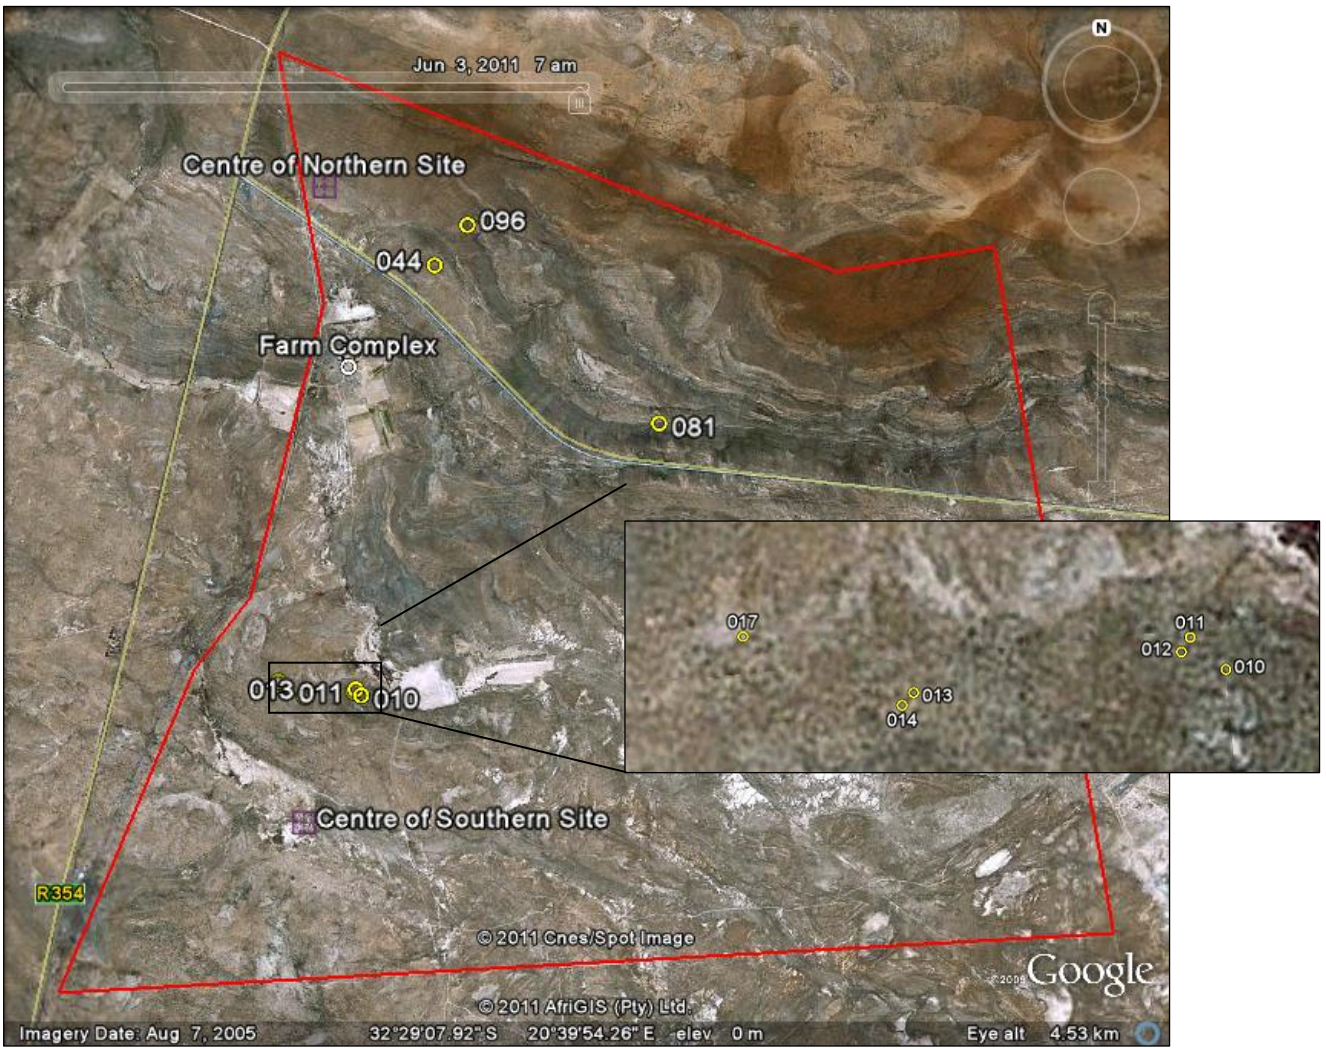 N
Jun 3, 2011 7 am
Centre of Northern Site
096
044
Farm Complex
081
017
011
012
010
013
014
013 011 010
Centre of Southern Site
R354
© 2011 Cnes/Spot Image
© 2009 Google
© 2011 AfriGIS (Pty) Ltd.
Imagery Date: Aug 7, 2005 32°29'07.92" S 20°39'54.26" E elev 0 m Eye alt 4.53 km